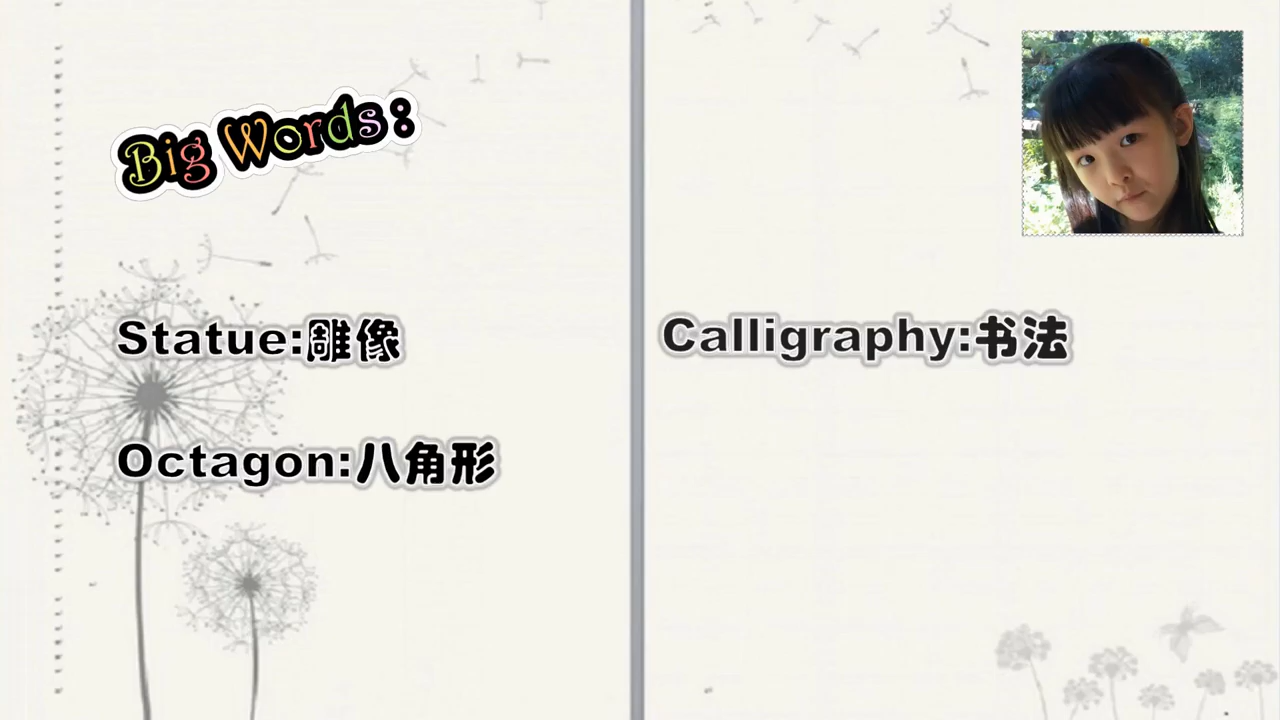 Big Words:
Statue:雕像
Octagon:八角形
Calligraphy:书法